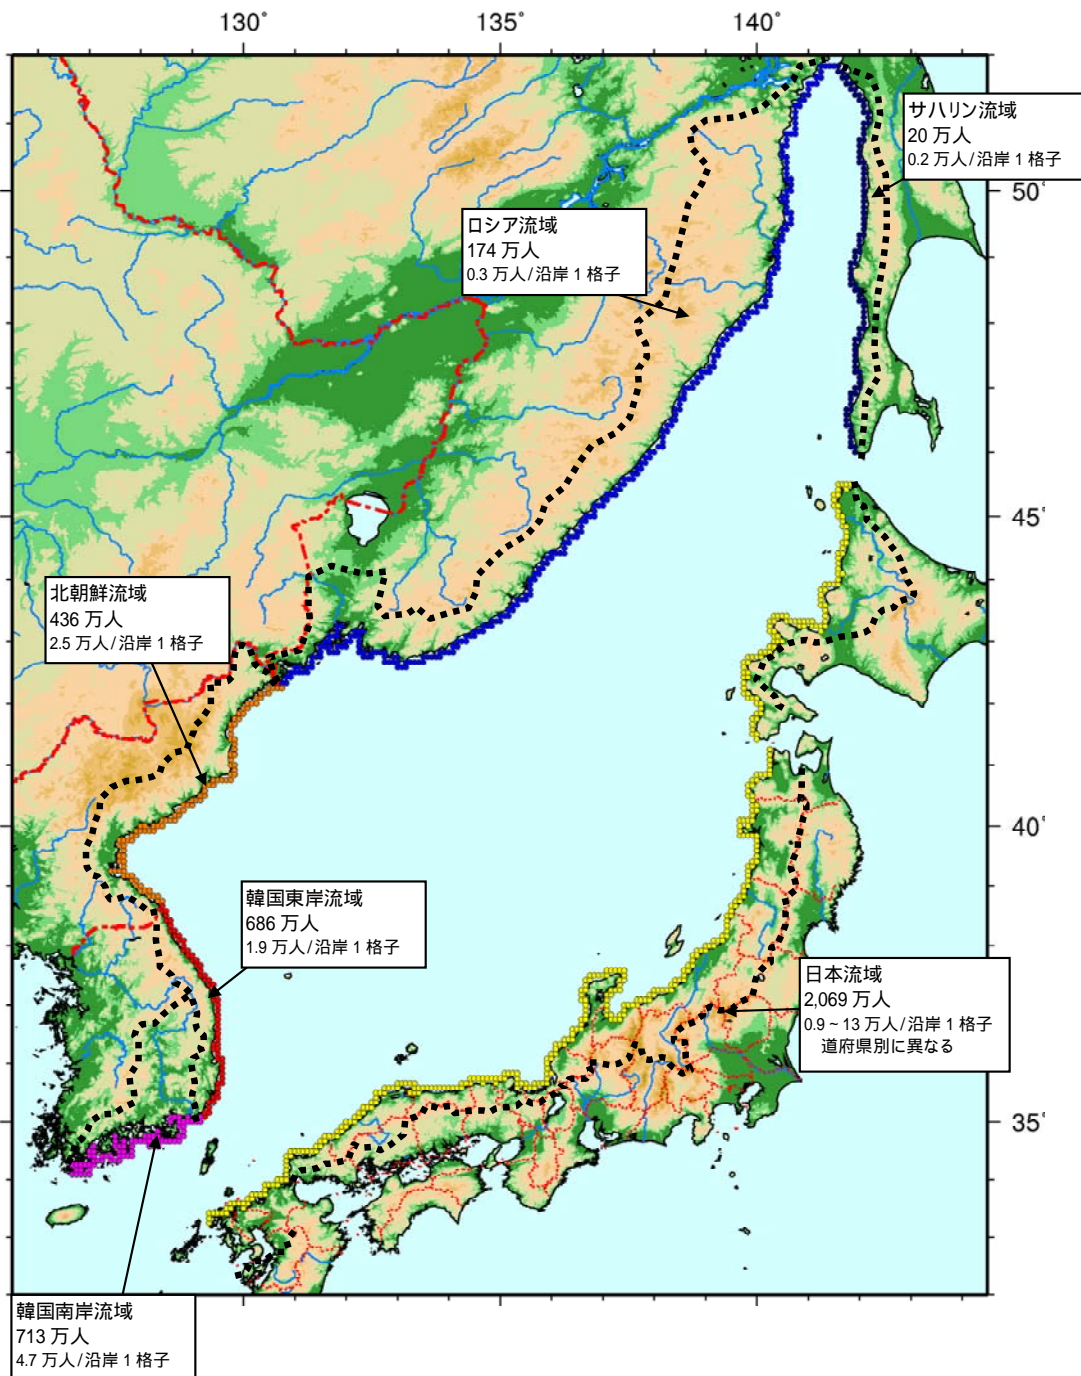 130°
135°
140°
サハリン流域
20 万人
0.2 万人/沿岸 1 格子
50°
ロシア流域
174 万人
0.3 万人/沿岸 1 格子
45°
北朝鮮流域
436 万人
2.5 万人/沿岸 1 格子
40°
韓国東岸流域
686 万人
1.9 万人/沿岸 1 格子
日本流域
2,069 万人
0.9～13 万人/沿岸 1 格子
道府県別に異なる
35°
韓国南岸流域
713 万人
4.7 万人/沿岸 1 格子